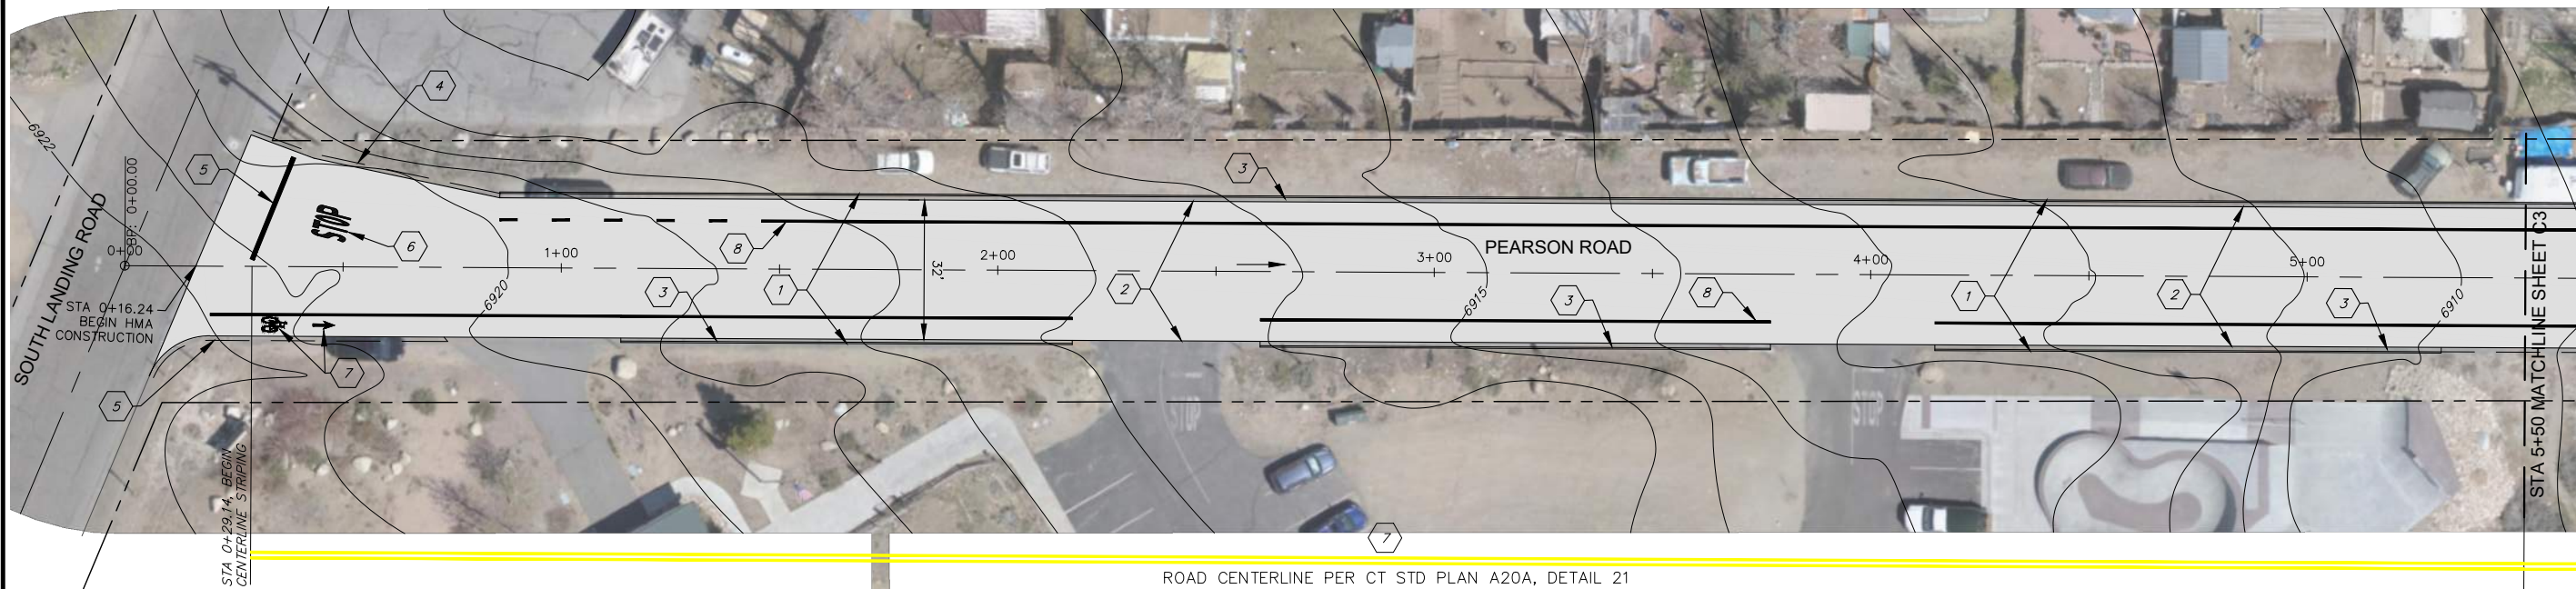 4
6922
5
3
BP: 0+00.00
0+00
STOP
6
8
1+00
2+00
3+00
4+00
5+00
PEARSON ROAD
32'
SOUTH LANDING ROAD
STA 0+16.24
BEGIN HMA
CONSTRUCTION
6920
3
1
2
6915
3
8
1
2
3
6910
5
7
STOP
STOP
STA 0+29.14, BEGIN
CENTERLINE STRIPING
STA 5+50 MATCHLINE SHEET C3
7
ROAD CENTERLINE PER CT STD PLAN A20A, DETAIL 21